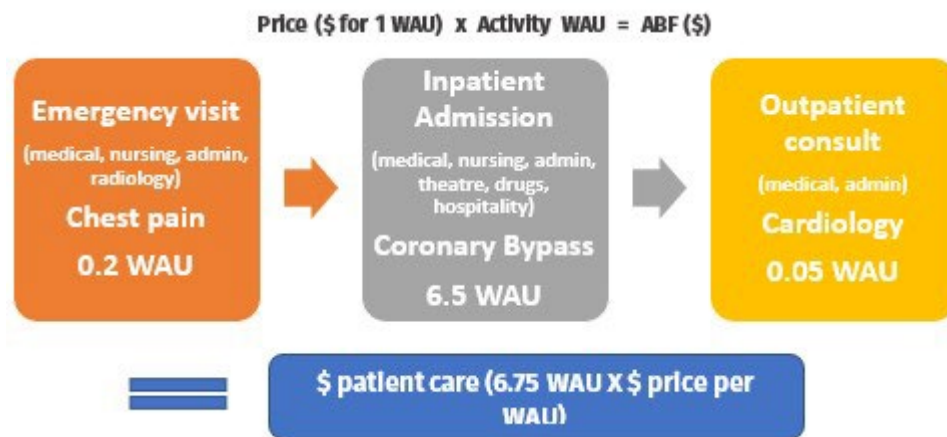 Price ($ for 1 WAU) x Activity WAU = ABF ($)
Emergency visit
(medical, nursing, admin,
radiology)
Chest pain
0.2 WAU
Inpatient
Admission
(medical, nursing, admin,
theatre, drugs,
hospitality)
Coronary Bypass
6.5 WAU
Outpatient
consult
(medical, admin)
Cardiology
0.05 WAU
$ patient care (6.75 WAU X $ price per
WAU)